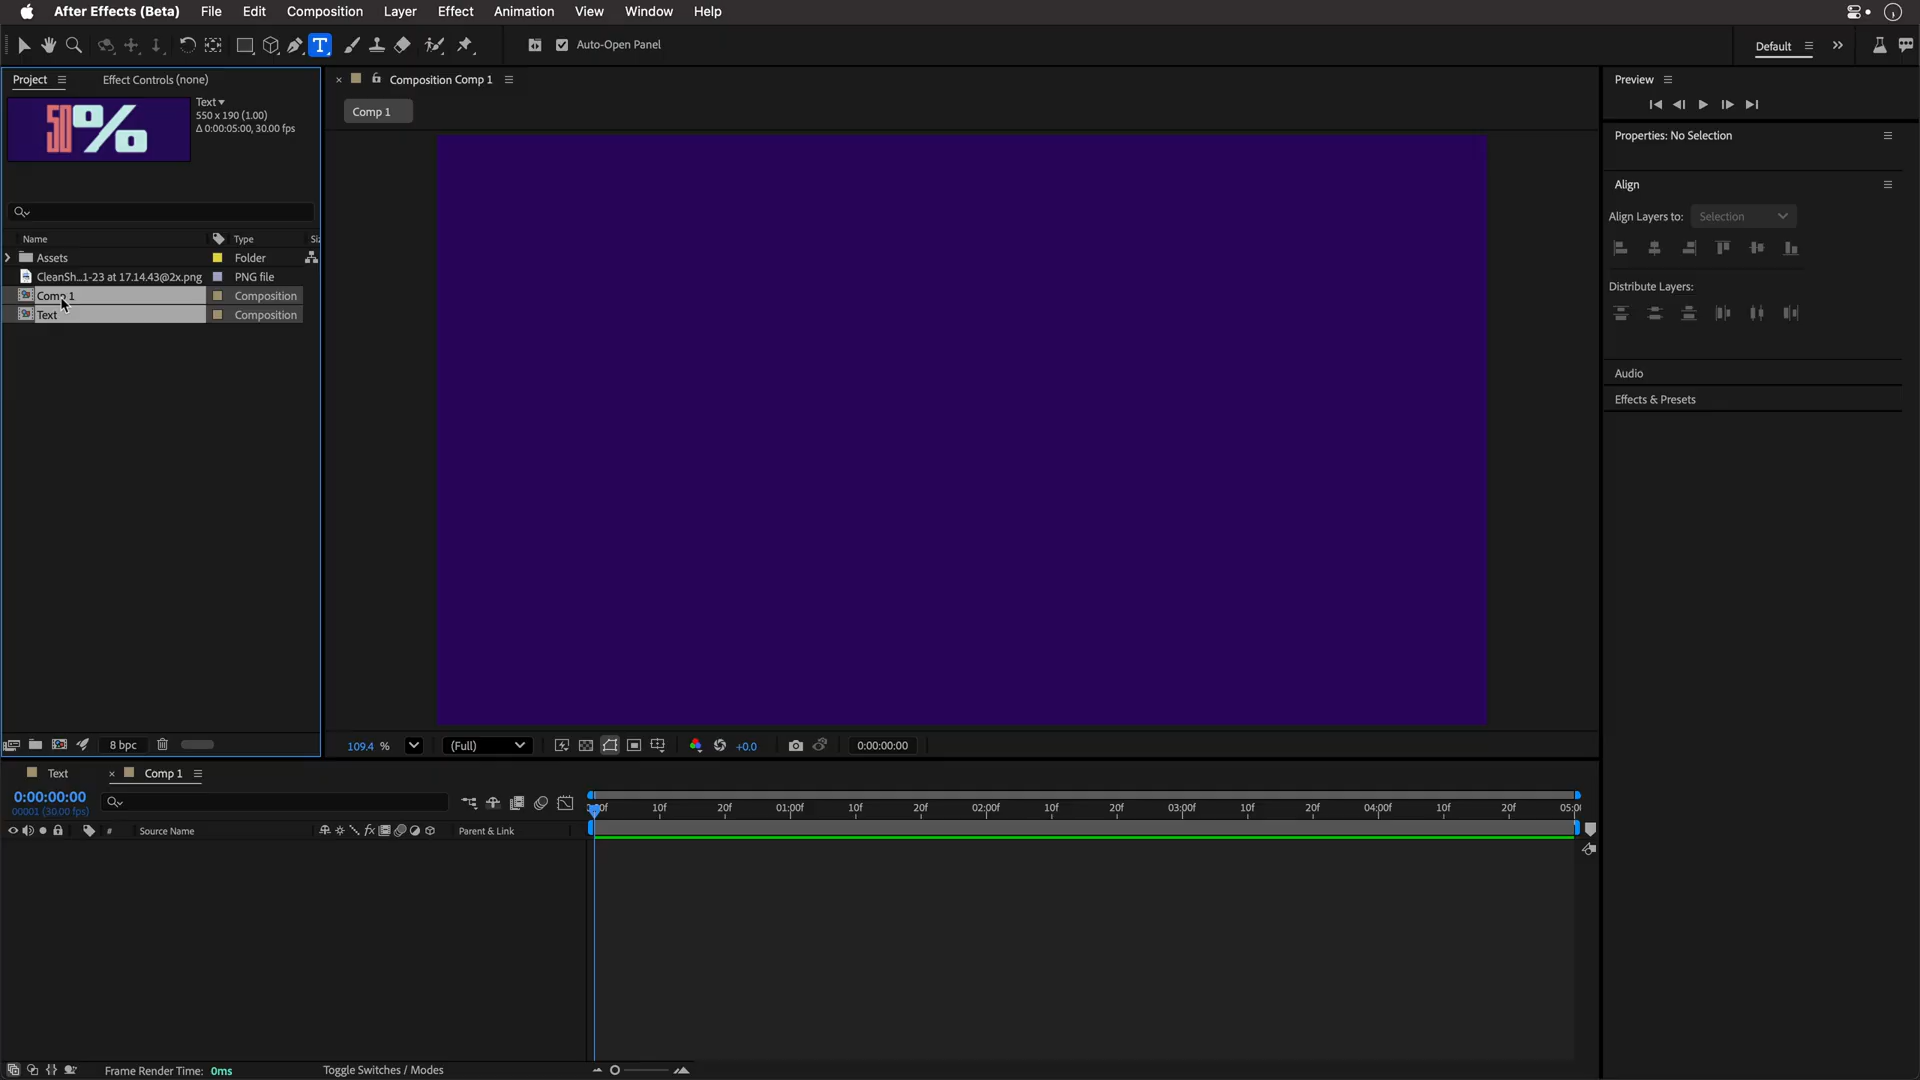 After Effects (Beta) File Edit Composition Layer Effect Animation View Window Help
T Auto-Open Panel Default
Project Effect Controls (none)
Composition Comp 1
Preview
50%
Text
550 x 190 (1.00)
Δ 0:00:05:00, 30.00 fps
Comp 1
Properties: No Selection
Align
Align Layers to: Selection
Name Type Siz
Assets Folder
CleanSh...1-23 at 17.14.43@2x.png PNG file
Comp 1 Composition
Text Composition
Distribute Layers:
Audio
Effects & Presets
8 bpc
109.4 % (Full) +0.0 0:00:00:00
Text Comp 1
0:00:00:00
00001 (30.00 fps)
10f 20f 01:00f 10f 20f 02:00f 10f 20f 03:00f 10f 20f 04:00f 10f 20f
# Source Name fx Parent & Link
Frame Render Time: 0ms Toggle Switches / Modes